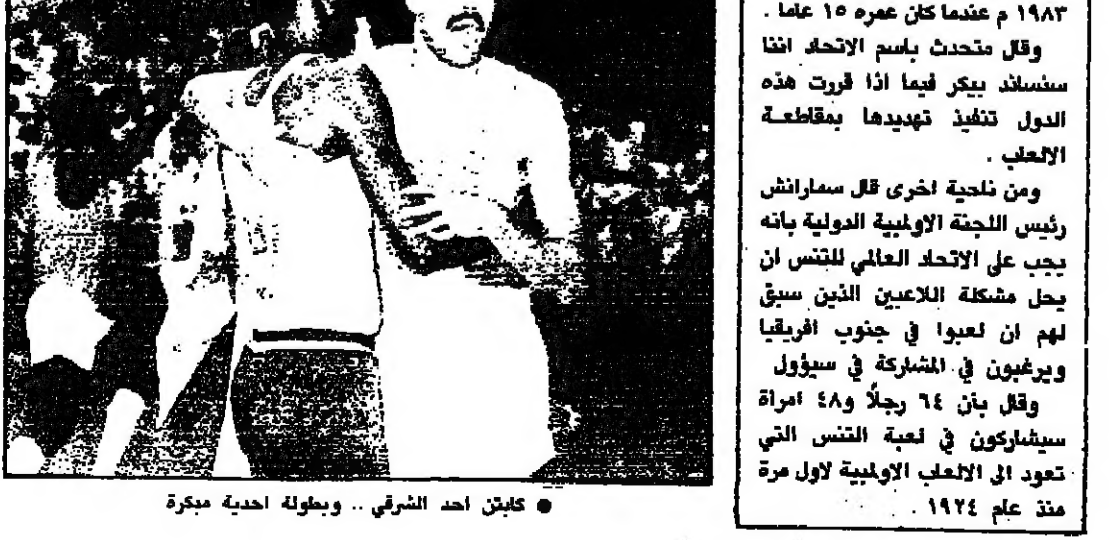 ١٩٨٣ م عندما كان عمره ١٥ عاما .
وقال متحدث باسم الاتحاد اننا
سنساند بيكر فيما اذا قررت هذه
الدول تنفيذ تهديدها بمقاطعـة
الالعاب .
ومن ناحية اخرى قال سمارانش
رئيس اللجنة الاولمبية الدولية بأنه
يجب على الاتحاد العالمي للتنس ان
يحل مشكلة اللاعبين الذين سبق
لهم ان لعبوا في جنوب افريقيا
ويرغبون في المشاركة في سيؤول
وقال بأن ٦٤ رجلًا و٤٨ امراة
سيشاركون في لعبة التنس التي
تعود الى الالعاب الاولمبية لاول مرة
منذ عام ١٩٢٤ .
● كابتن احد الشرقي .. وبطولة احدية مبكرة